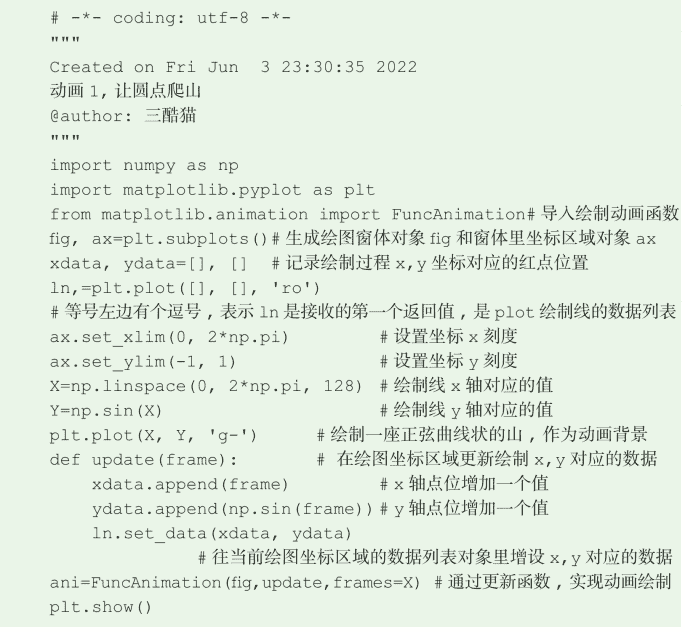 # -*- coding: utf-8 -*-
"""
Created on Fri Jun  3 23:30:35 2022
动画 1, 让圆点爬山
@author: 三酷猫
"""
import numpy as np
import matplotlib.pyplot as plt
from matplotlib.animation import FuncAnimation# 导入绘制动画函数
fig, ax=plt.subplots()# 生成绘图窗体对象 fig 和窗体里坐标区域对象 ax
xdata, ydata=[], []  # 记录绘制过程 x,y 坐标对应的红点位置
ln,=plt.plot([], [], 'ro')
# 等号左边有个逗号，表示 ln 是接收的第一个返回值，是 plot 绘制线的数据列表
ax.set_xlim(0, 2*np.pi)         # 设置坐标 x 刻度
ax.set_ylim(-1, 1)              # 设置坐标 y 刻度
X=np.linspace(0, 2*np.pi, 128)  # 绘制线 x 轴对应的值
Y=np.sin(X)                     # 绘制线 y 轴对应的值
plt.plot(X, Y, 'g-')      # 绘制一座正弦曲线状的山，作为动画背景
def update(frame):        # 在绘图坐标区域更新绘制 x,y 对应的数据
    xdata.append(frame)         # x 轴点位增加一个值
    ydata.append(np.sin(frame)) # y 轴点位增加一个值
    ln.set_data(xdata, ydata)
              # 往当前绘图坐标区域的数据列表对象里增设 x,y 对应的数据
ani=FuncAnimation(fig,update,frames=X) # 通过更新函数，实现动画绘制
plt.show()